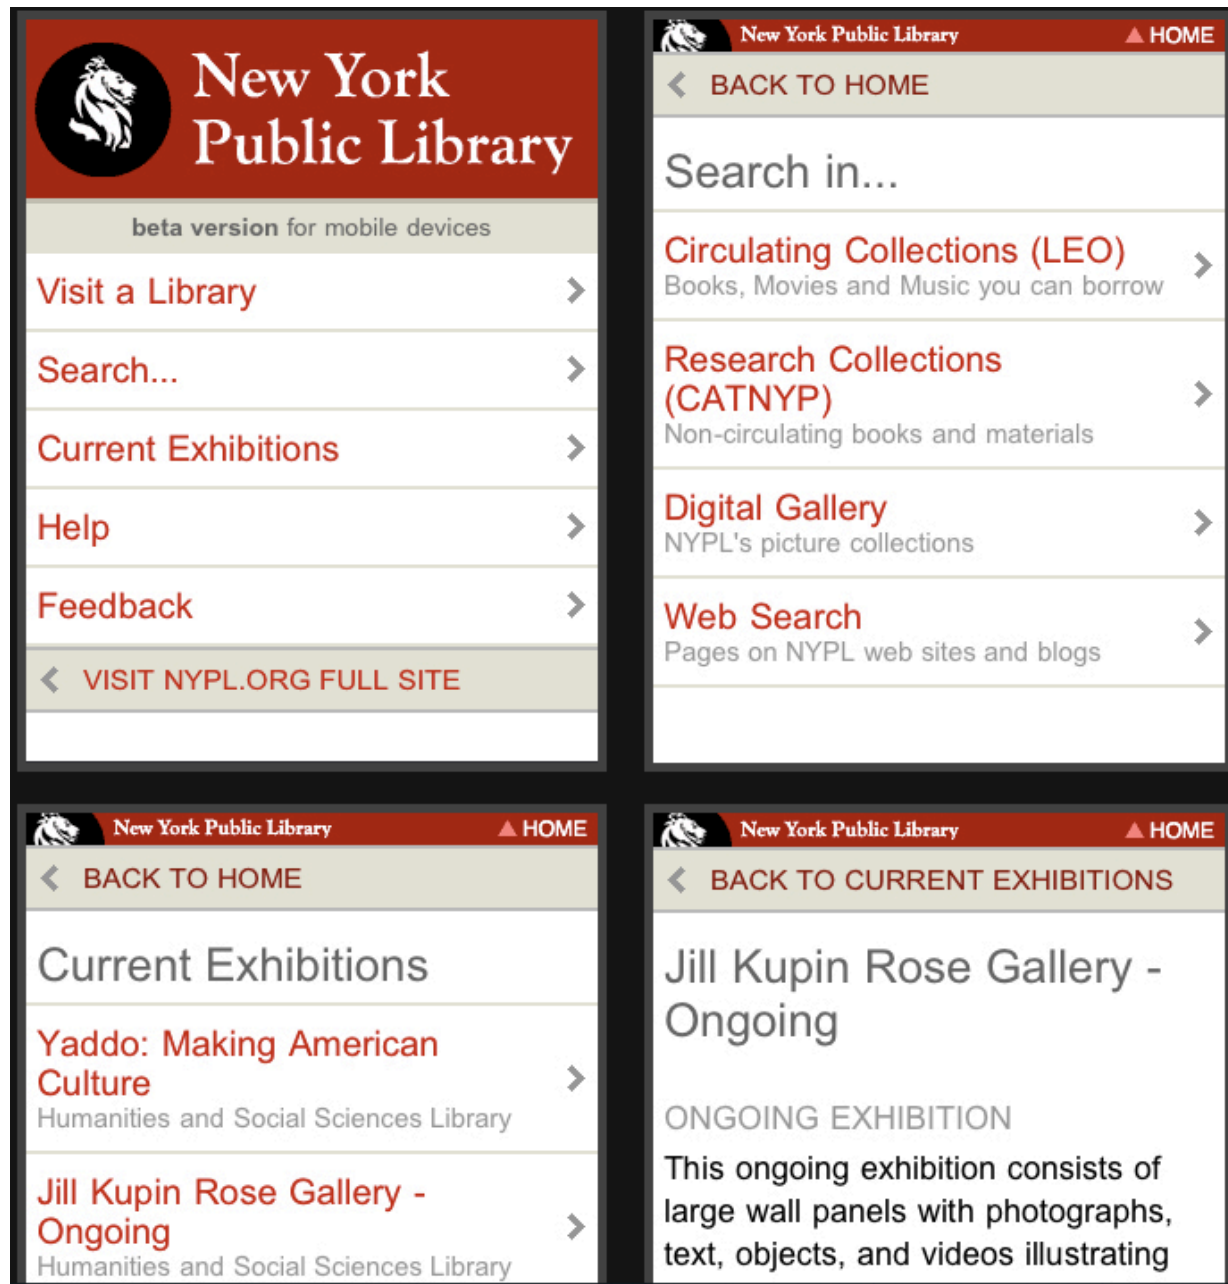 New York
Public Library
beta version for mobile devices
Visit a Library
Search...
Current Exhibitions
Help
Feedback
VISIT NYPL.ORG FULL SITE
New York Public Library
HOME
BACK TO HOME
Search in...
Circulating Collections (LEO)
Books, Movies and Music you can borrow
Research Collections
(CATNYP)
Non-circulating books and materials
Digital Gallery
NYPL's picture collections
Web Search
Pages on NYPL web sites and blogs
New York Public Library
HOME
BACK TO HOME
Current Exhibitions
Yaddo: Making American
Culture
Humanities and Social Sciences Library
Jill Kupin Rose Gallery -
Ongoing
Humanities and Social Sciences Library
New York Public Library
HOME
BACK TO CURRENT EXHIBITIONS
Jill Kupin Rose Gallery -
Ongoing
ONGOING EXHIBITION
This ongoing exhibition consists of
large wall panels with photographs,
text, objects, and videos illustrating